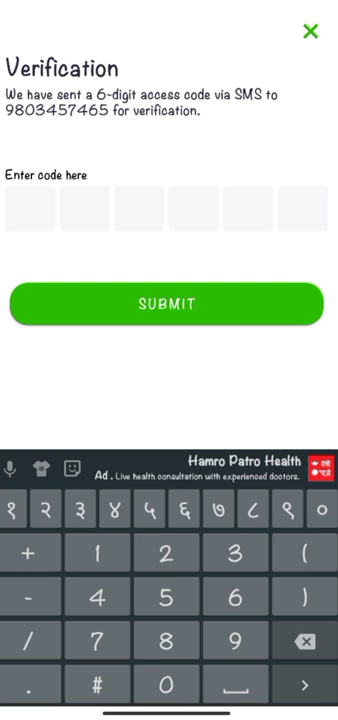 Verification
We have sent a 6-digit access code via SMS to
9803457465 for verification.
Enter code here
SUBMIT
Hamro Patro Health
Ad . Live health consultation with experienced doctors.
१ २ ३ ४ ५ ६ ७ ८ ९ ०
+ 1 2 3 (
- 4 5 6 )
/ 7 8 9
. # 0 >